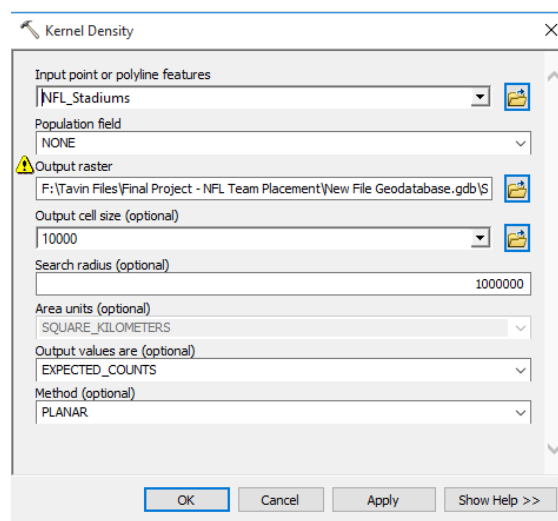 Kernel Density
Input point or polyline features
NFL_Stadiums
Population field
NONE
Output raster
F:\Tavin Files\Final Project - NFL Team Placement\New File Geodatabase.gdb\S
Output cell size (optional)
10000
Search radius (optional)
1000000
Area units (optional)
SQUARE_KILOMETERS
Output values are (optional)
EXPECTED_COUNTS
Method (optional)
PLANAR
OK Cancel Apply Show Help >>